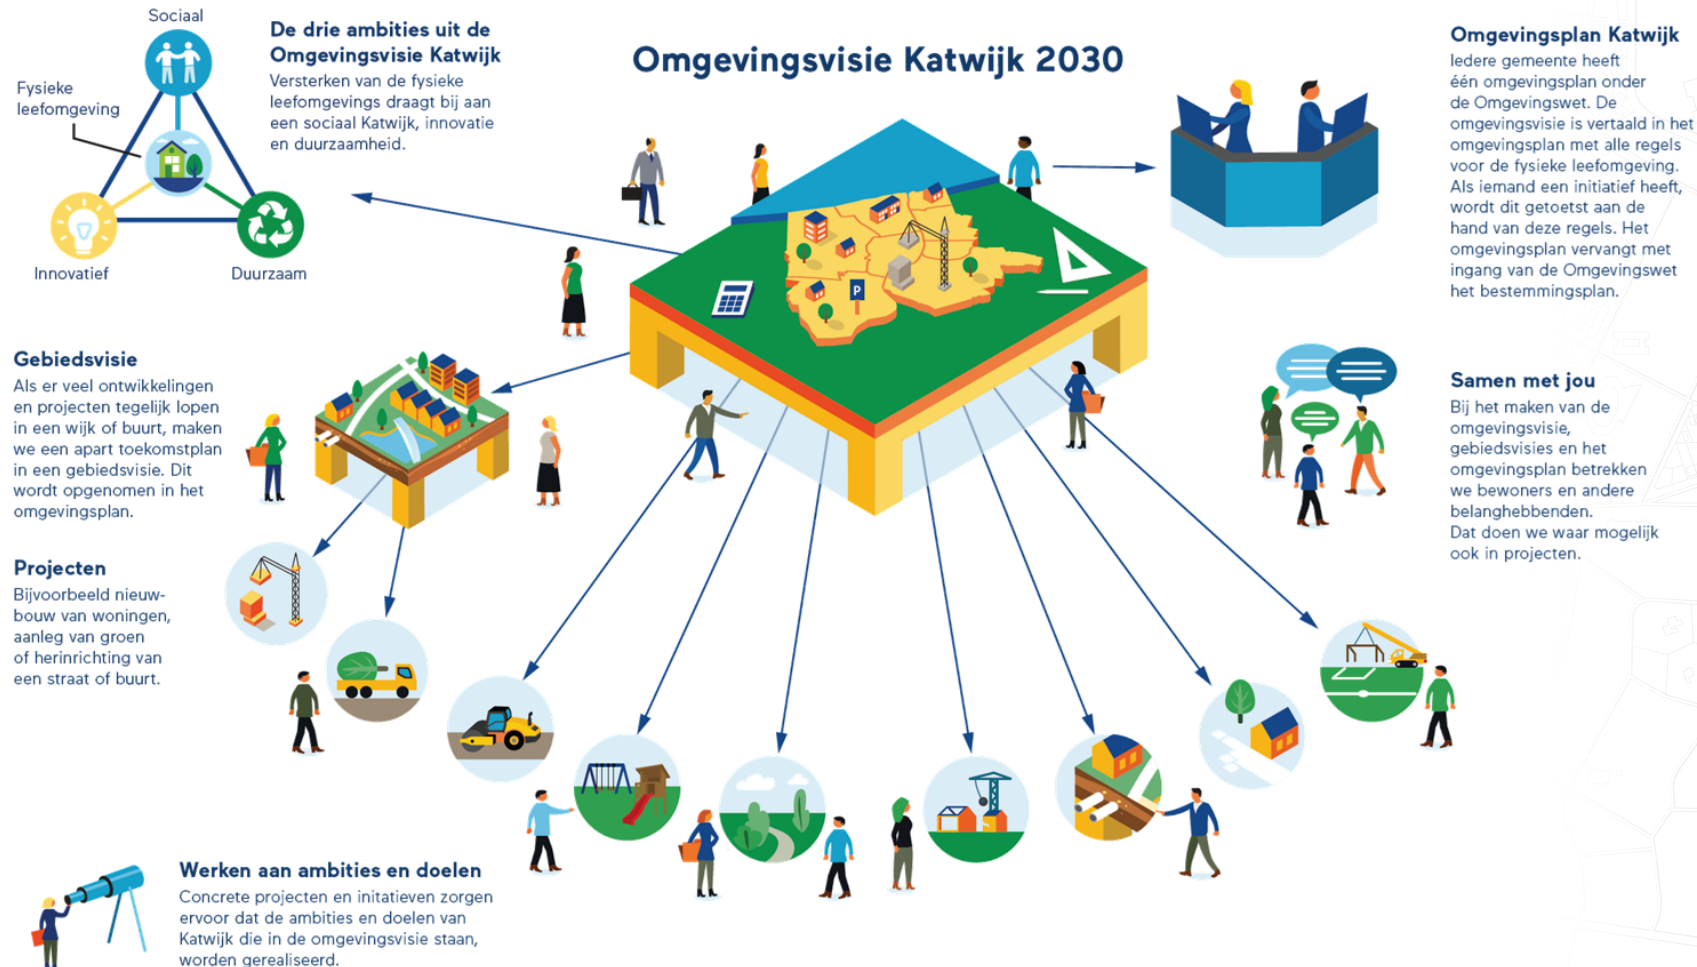 Sociaal
Fysieke
leefomgeving
Innovatief
Duurzaam
De drie ambities uit de
Omgevingsvisie Katwijk
Versterken van de fysieke
leefomgevings draagt bij aan
een sociaal Katwijk, innovatie
en duurzaamheid.
Omgevingsvisie Katwijk 2030
P
Omgevingsplan Katwijk
Iedere gemeente heeft
één omgevingsplan onder
de Omgevingswet. De
omgevingsvisie is vertaald in het
omgevingsplan met alle regels
voor de fysieke leefomgeving.
Als iemand een initiatief heeft,
wordt dit getoetst aan de
hand van deze regels. Het
omgevingsplan vervangt met
ingang van de Omgevingswet
het bestemmingsplan.
Gebiedsvisie
Als er veel ontwikkelingen
en projecten tegelijk lopen
in een wijk of buurt, maken
we een apart toekomstplan
in een gebiedsvisie. Dit
wordt opgenomen in het
omgevingsplan.
Samen met jou
Bij het maken van de
omgevingsvisie,
gebiedsvisies en het
omgevingsplan betrekken
we bewoners en andere
belanghebbenden.
Dat doen we waar mogelijk
ook in projecten.
Projecten
Bijvoorbeeld nieuw-
bouw van woningen,
aanleg van groen
of herinrichting van
een straat of buurt.
Werken aan ambities en doelen
Concrete projecten en initatieven zorgen
ervoor dat de ambities en doelen van
Katwijk die in de omgevingsvisie staan,
worden gerealiseerd.